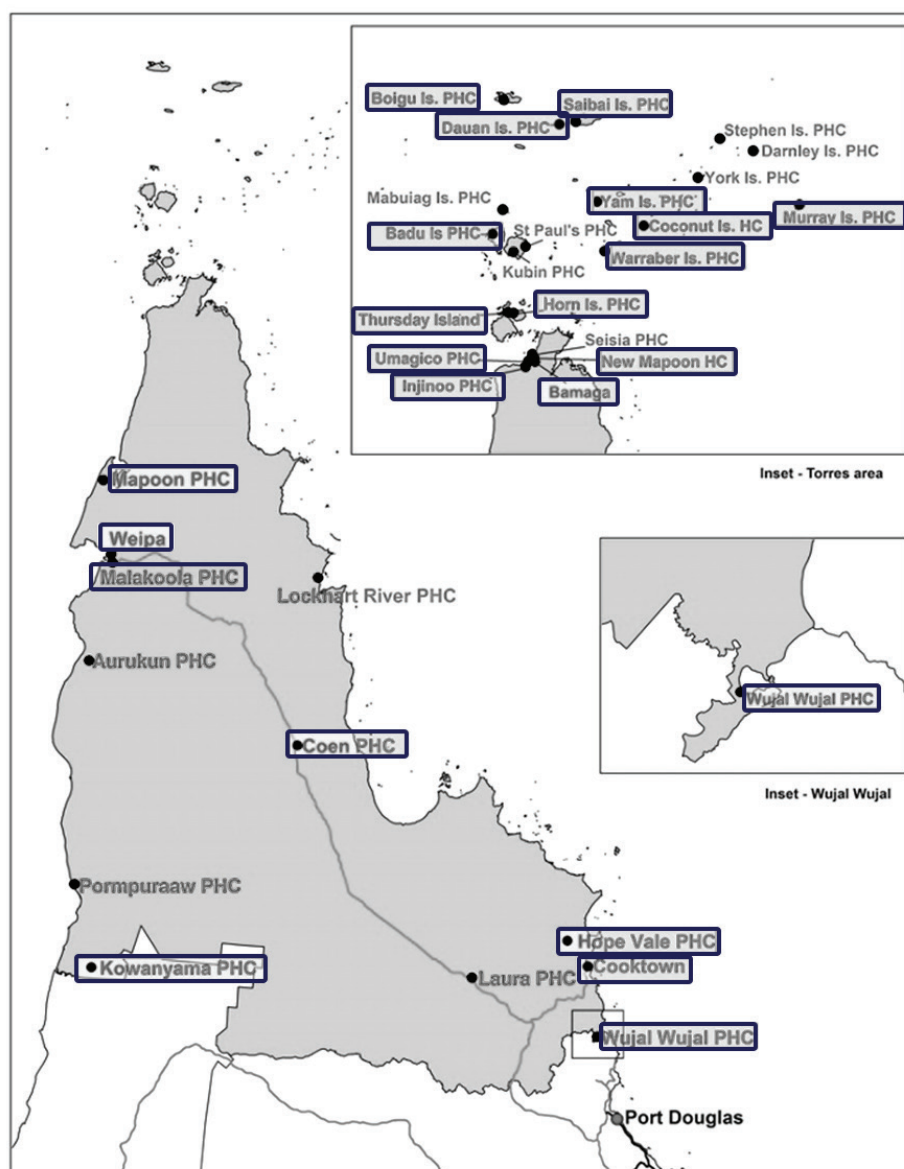 Boigu Is. PHC
Saibai Is. PHC
Dauan Is. PHC
Stephen Is. PHC
Darnley Is. PHC
York Is. PHC
Mabuiag Is. PHC
Yam Is. PHC
Murray Is. PHC
Badu Is PHC
St Paul's PHC
Coconut Is. HC
Kubin PHC
Warraber Is. PHC
Horn Is. PHC
Thursday Island
Seisia PHC
Umagico PHC
New Mapoon HC
Injinoo PHC
Bamaga
Inset - Torres area
Mapoon PHC
Weipa
Malakoola PHC
Lockhart River PHC
Aurukun PHC
Wujal Wujal PHC
Coen PHC
Inset - Wujal Wujal
Pormpuraaw PHC
Hope Vale PHC
Kowanyama PHC
Laura PHC
Cooktown
Wujal Wujal PHC
Port Douglas